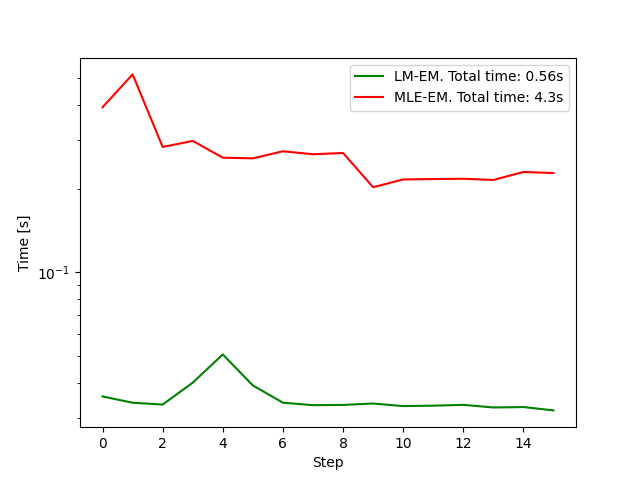 LM-EM. Total time: 0.56s
MLE-EM. Total time: 4.3s
Time [s]
10⁻¹
0 2 4 6 8 10 12 14
Step